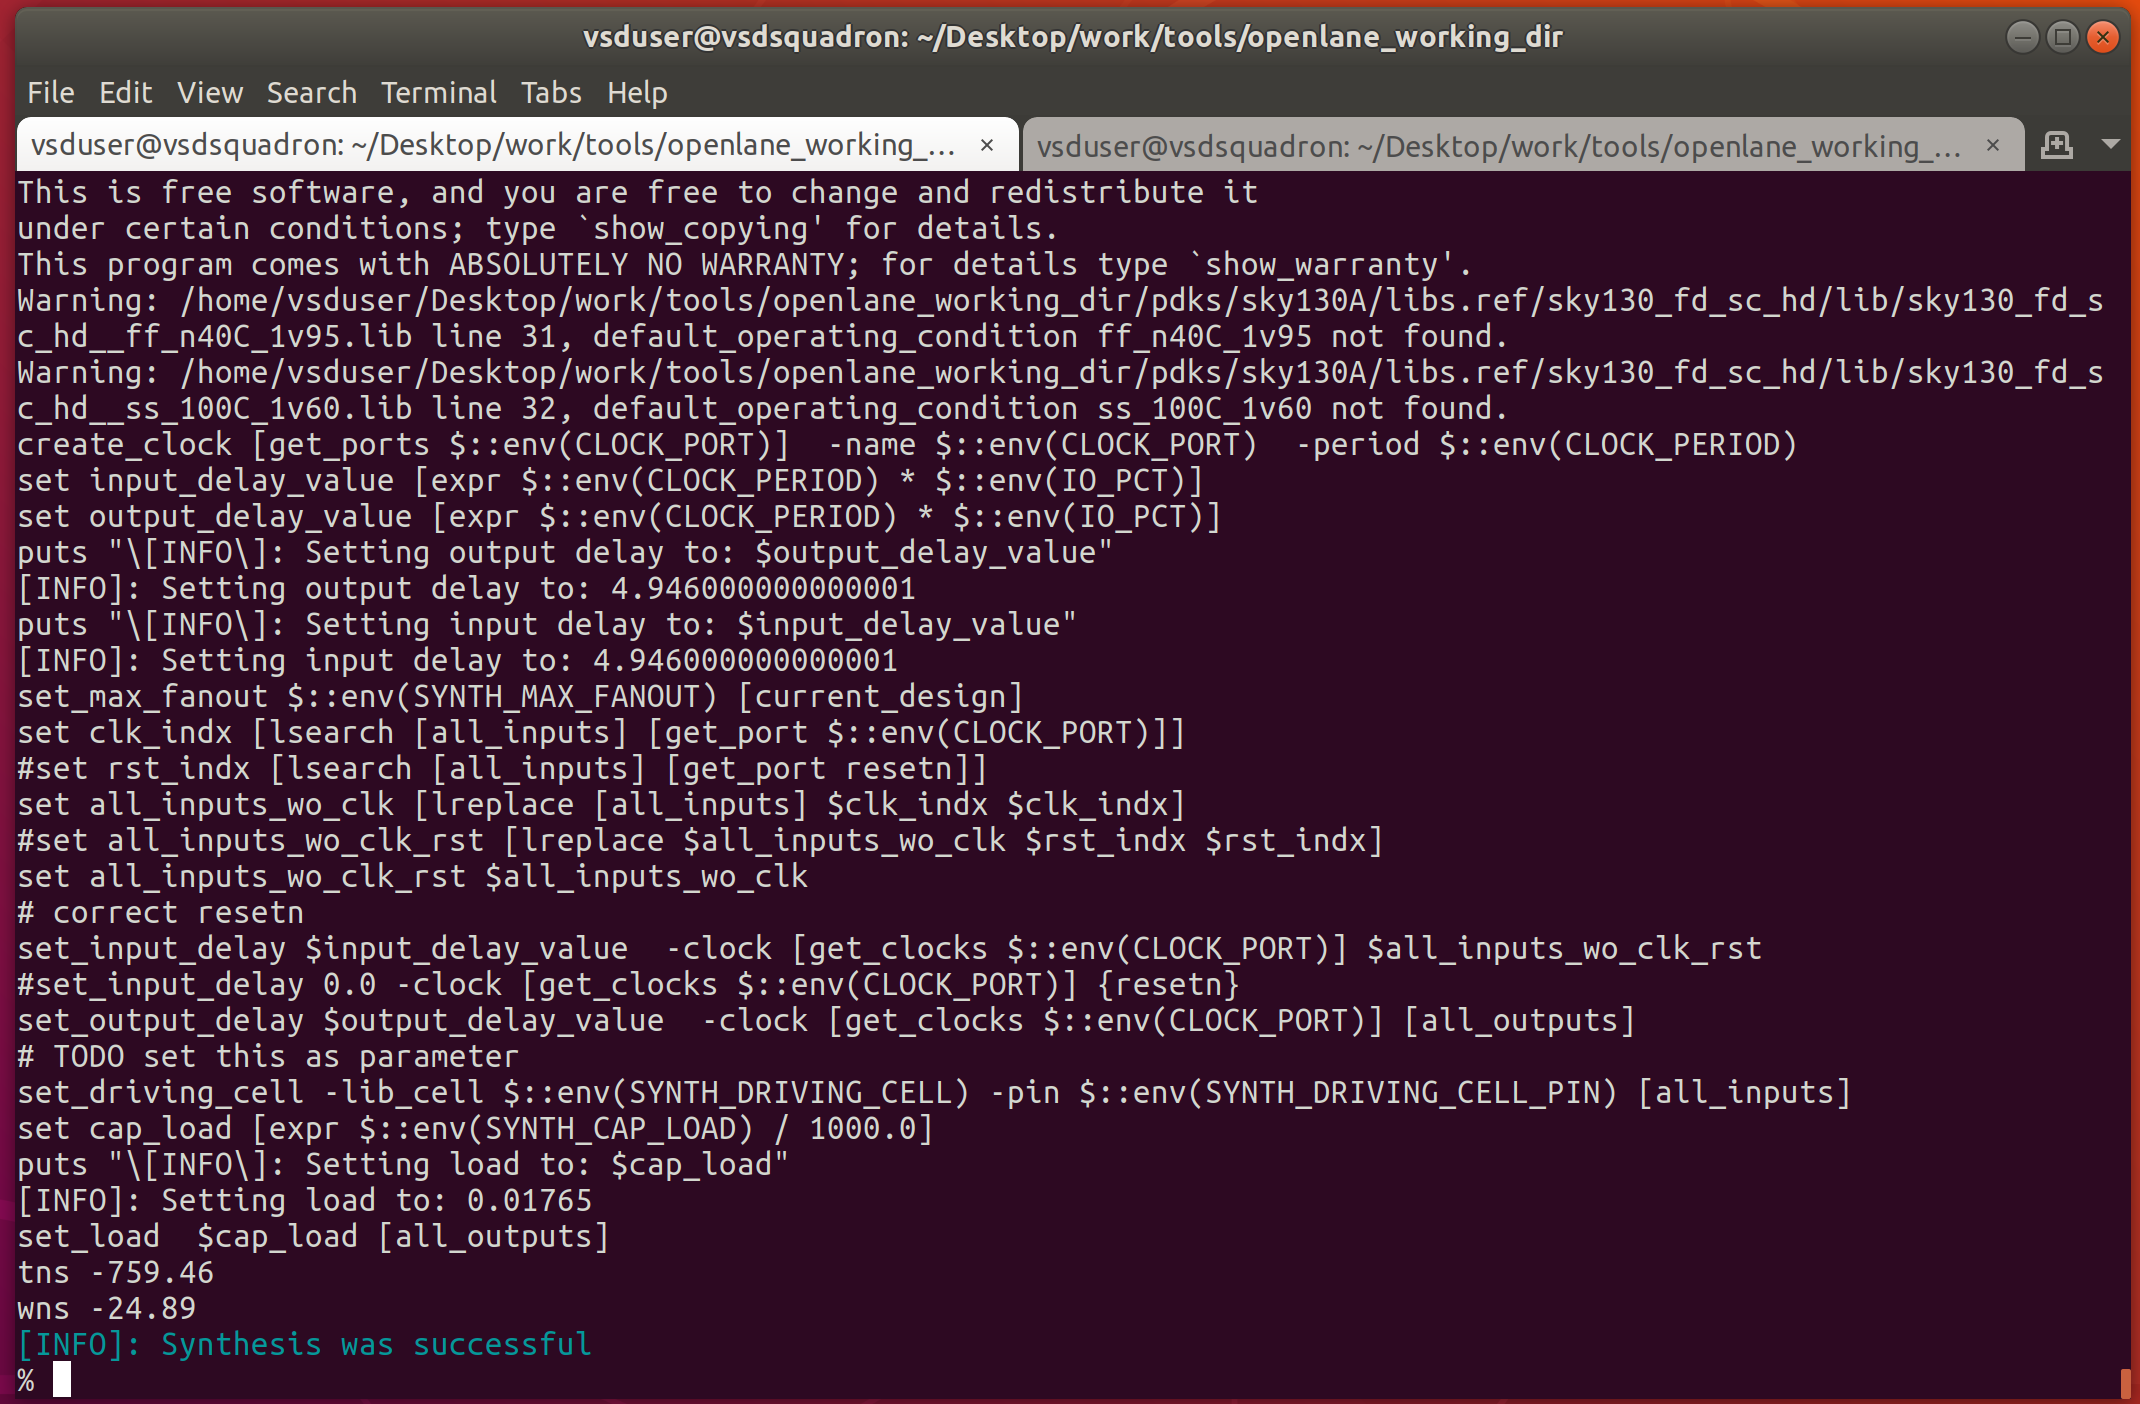 vsduser@vsdsquadron: ~/Desktop/work/tools/openlane_working_dir
File Edit View Search Terminal Tabs Help
vsduser@vsdsquadron: ~/Desktop/work/tools/openlane_working_... × vsduser@vsdsquadron: ~/Desktop/work/tools/openlane_working_... ×
This is free software, and you are free to change and redistribute it
under certain conditions; type `show_copying' for details.
This program comes with ABSOLUTELY NO WARRANTY; for details type `show_warranty'.
Warning: /home/vsduser/Desktop/work/tools/openlane_working_dir/pdks/sky130A/libs.ref/sky130_fd_sc_hd/lib/sky130_fd_s
c_hd__ff_n40C_1v95.lib line 31, default_operating_condition ff_n40C_1v95 not found.
Warning: /home/vsduser/Desktop/work/tools/openlane_working_dir/pdks/sky130A/libs.ref/sky130_fd_sc_hd/lib/sky130_fd_s
c_hd__ss_100C_1v60.lib line 32, default_operating_condition ss_100C_1v60 not found.
create_clock [get_ports $::env(CLOCK_PORT)]  -name $::env(CLOCK_PORT)  -period $::env(CLOCK_PERIOD)
set input_delay_value [expr $::env(CLOCK_PERIOD) * $::env(IO_PCT)]
set output_delay_value [expr $::env(CLOCK_PERIOD) * $::env(IO_PCT)]
puts "\[INFO\]: Setting output delay to: $output_delay_value"
[INFO]: Setting output delay to: 4.946000000000001
puts "\[INFO\]: Setting input delay to: $input_delay_value"
[INFO]: Setting input delay to: 4.946000000000001
set_max_fanout $::env(SYNTH_MAX_FANOUT) [current_design]
set clk_indx [lsearch [all_inputs] [get_port $::env(CLOCK_PORT)]]
#set rst_indx [lsearch [all_inputs] [get_port resetn]]
set all_inputs_wo_clk [lreplace [all_inputs] $clk_indx $clk_indx]
#set all_inputs_wo_clk_rst [lreplace $all_inputs_wo_clk $rst_indx $rst_indx]
set all_inputs_wo_clk_rst $all_inputs_wo_clk
# correct resetn
set_input_delay $input_delay_value  -clock [get_clocks $::env(CLOCK_PORT)] $all_inputs_wo_clk_rst
#set_input_delay 0.0 -clock [get_clocks $::env(CLOCK_PORT)] {resetn}
set_output_delay $output_delay_value  -clock [get_clocks $::env(CLOCK_PORT)] [all_outputs]
# TODO set this as parameter
set_driving_cell -lib_cell $::env(SYNTH_DRIVING_CELL) -pin $::env(SYNTH_DRIVING_CELL_PIN) [all_inputs]
set cap_load [expr $::env(SYNTH_CAP_LOAD) / 1000.0]
puts "\[INFO\]: Setting load to: $cap_load"
[INFO]: Setting load to: 0.01765
set_load  $cap_load [all_outputs]
tns -759.46
wns -24.89
[INFO]: Synthesis was successful
%